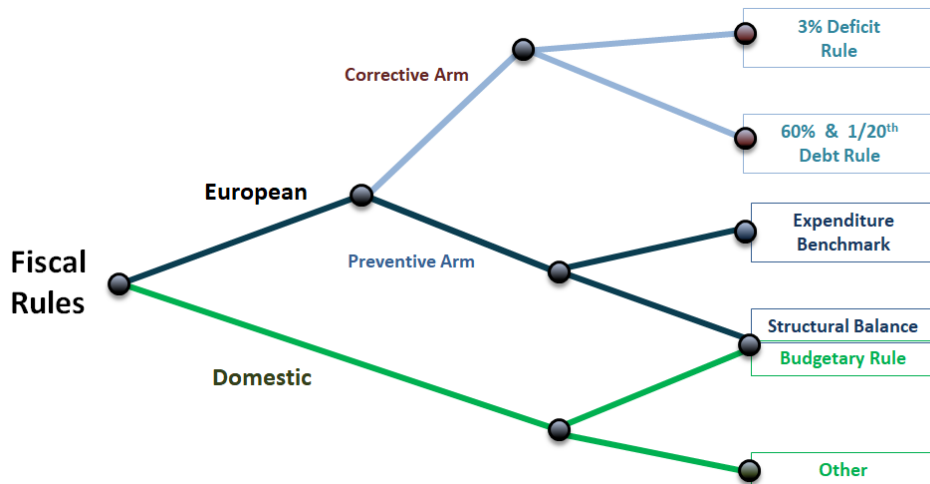 3% Deficit
Rule
Corrective Arm
60% & 1/20th
Debt Rule
European
Expenditure
Benchmark
Fiscal
Rules
Preventive Arm
Structural Balance
Budgetary Rule
Domestic
Other